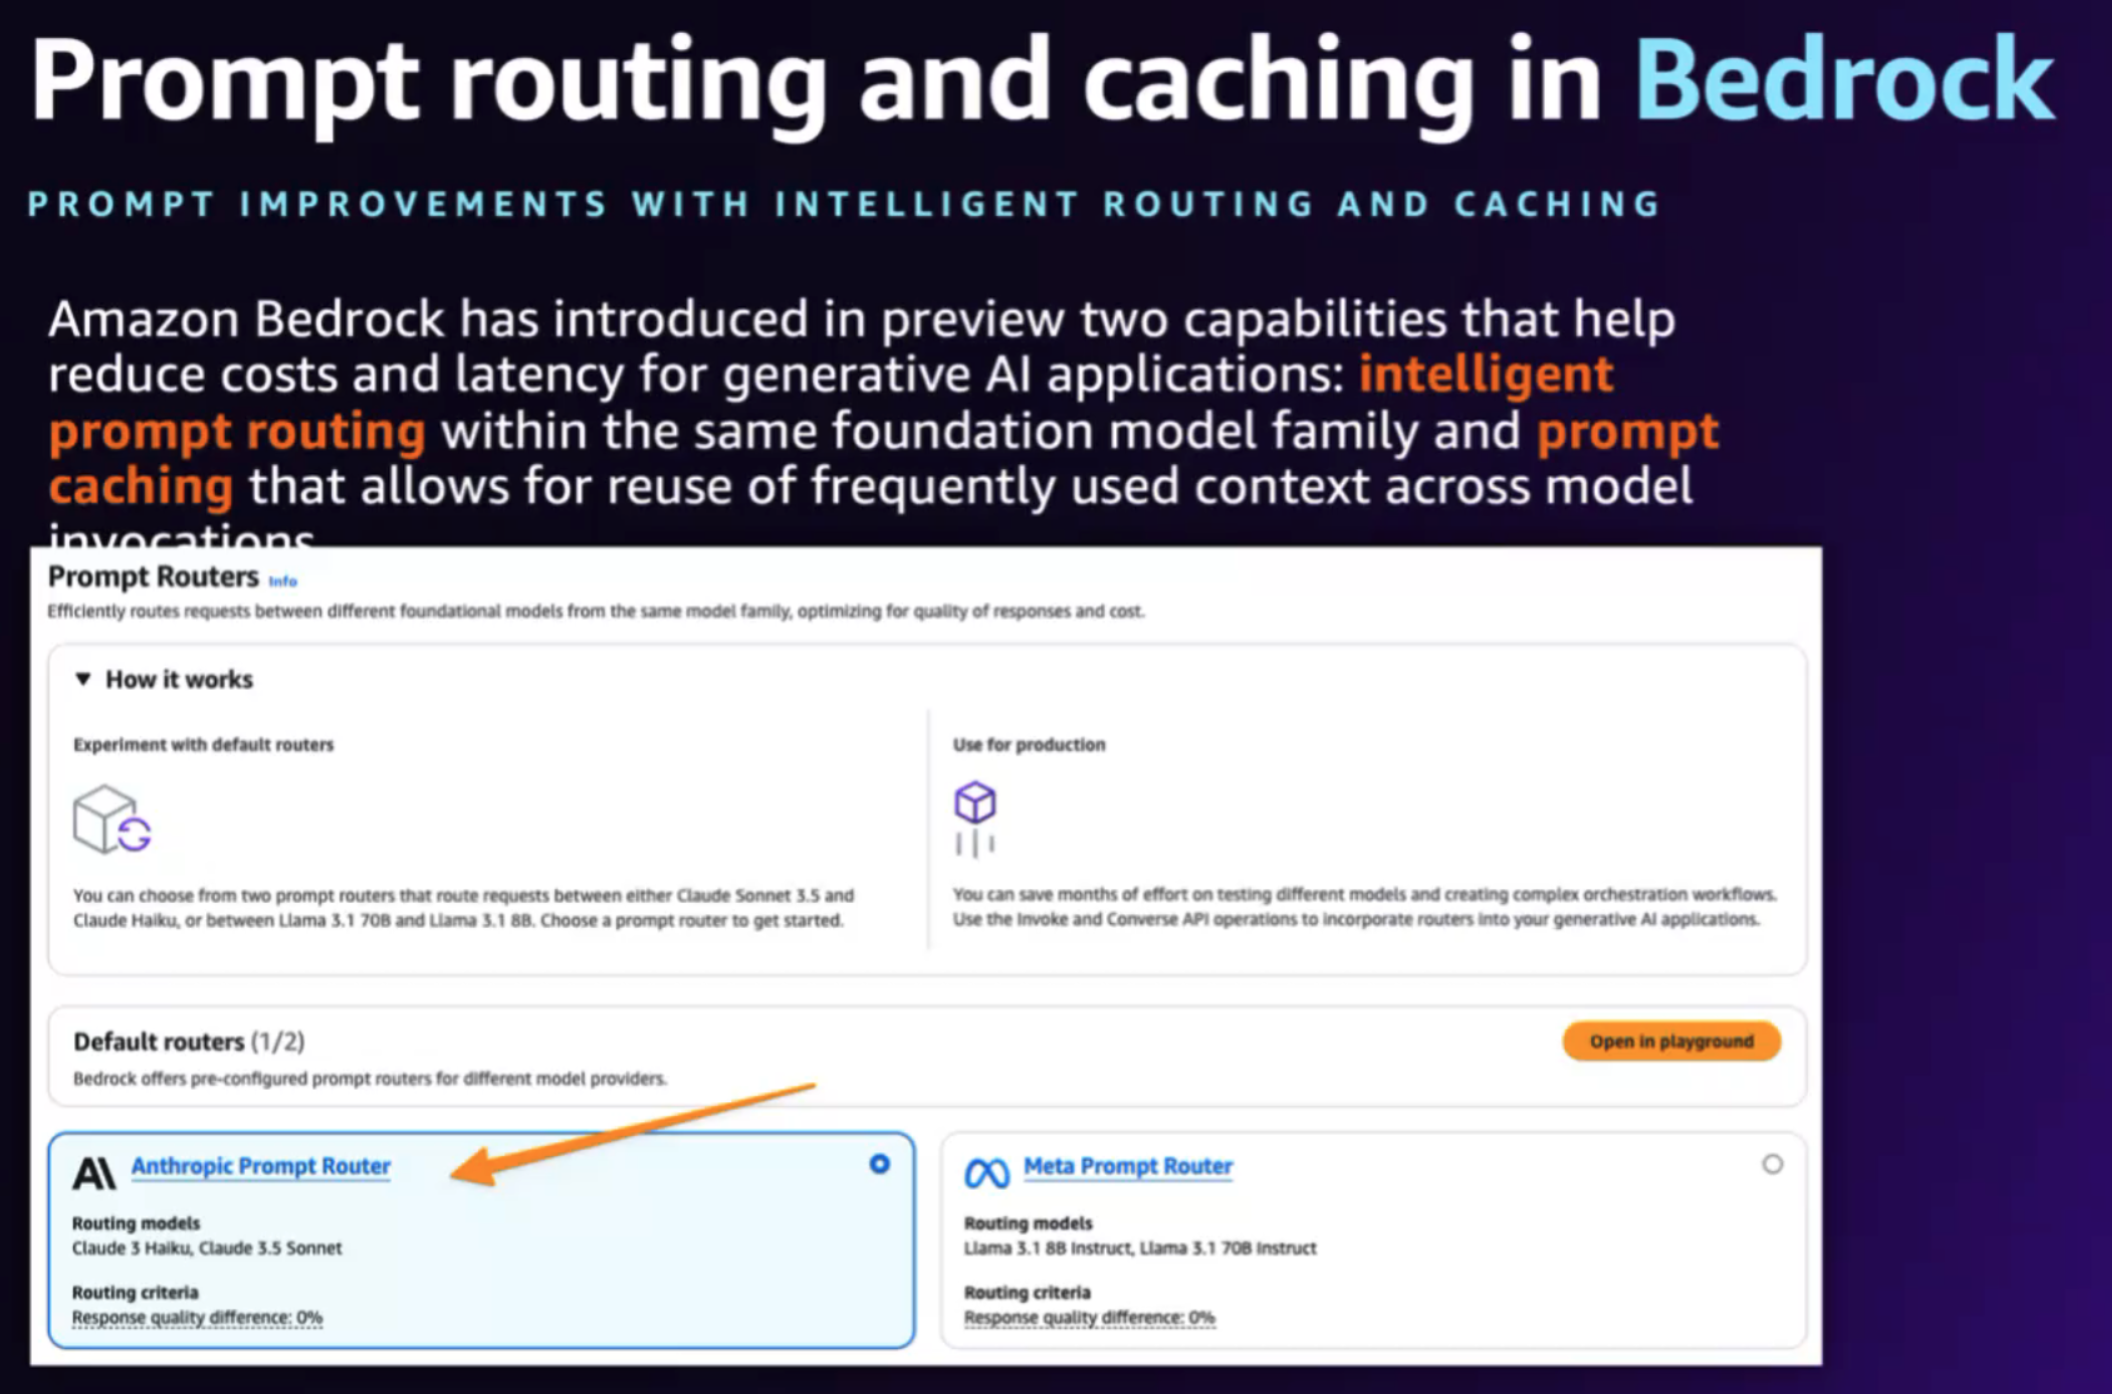 Prompt routing and caching in Bedrock
PROMPT IMPROVEMENTS WITH INTELLIGENT ROUTING AND CACHING
Amazon Bedrock has introduced in preview two capabilities that help
reduce costs and latency for generative AI applications: intelligent
prompt routing within the same foundation model family and prompt
caching that allows for reuse of frequently used context across model
invocations
Prompt Routers Info
Efficiently routes requests between different foundational models from the same model family, optimizing for quality of responses and cost.
▼ How it works
Experiment with default routers
You can choose from two prompt routers that route requests between either Claude Sonnet 3.5 and
Claude Haiku, or between Llama 3.1 70B and Llama 3.1 8B. Choose a prompt router to get started.
Use for production
You can save months of effort on testing different models and creating complex orchestration workflows.
Use the Invoke and Converse API operations to incorporate routers into your generative AI applications.
Default routers (1/2)
Bedrock offers pre-configured prompt routers for different model providers.
Open in playground
A\ Anthropic Prompt Router
Routing models
Claude 3 Haiku, Claude 3.5 Sonnet
Routing criteria
Response quality difference: 0%
Meta Prompt Router
Routing models
Llama 3.1 8B Instruct, Llama 3.1 70B Instruct
Routing criteria
Response quality difference: 0%